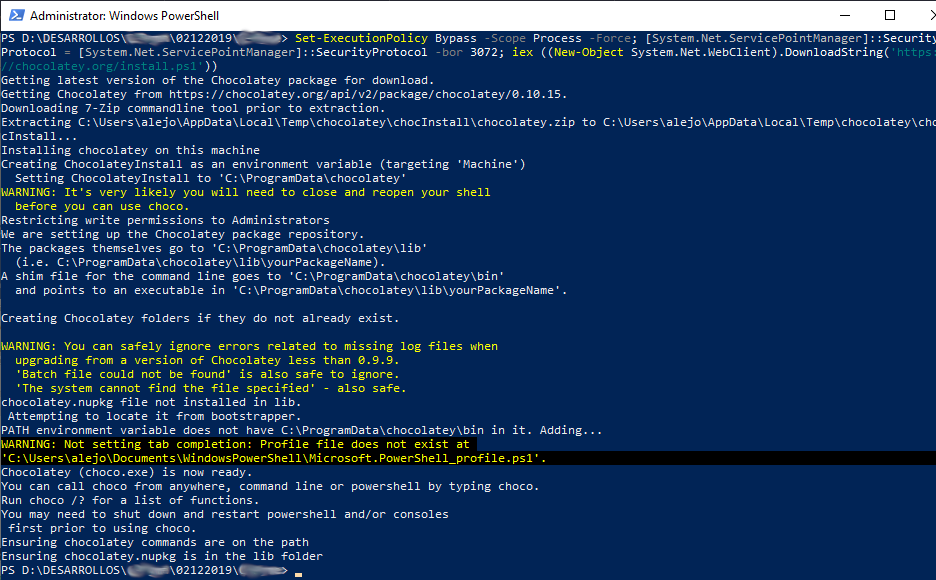 Administrator: Windows PowerShell
PS D:\DESARROLLOS\ \02122019\ > Set-ExecutionPolicy Bypass -Scope Process -Force; [System.Net.ServicePointManager]::Security
Protocol = [System.Net.ServicePointManager]::SecurityProtocol -bor 3072; iex ((New-Object System.Net.WebClient).DownloadString('https:
//chocolatey.org/install.ps1'))
Getting latest version of the Chocolatey package for download.
Getting Chocolatey from https://chocolatey.org/api/v2/package/chocolatey/0.10.15.
Downloading 7-Zip commandline tool prior to extraction.
Extracting C:\Users\alejo\AppData\Local\Temp\chocolatey\chocInstall\chocolatey.zip to C:\Users\alejo\AppData\Local\Temp\chocolatey\cho
cInstall...
Installing chocolatey on this machine
Creating ChocolateyInstall as an environment variable (targeting 'Machine')
  Setting ChocolateyInstall to 'C:\ProgramData\chocolatey'
WARNING: It's very likely you will need to close and reopen your shell
  before you can use choco.
Restricting write permissions to Administrators
We are setting up the Chocolatey package repository.
The packages themselves go to 'C:\ProgramData\chocolatey\lib'
  (i.e. C:\ProgramData\chocolatey\lib\yourPackageName).
A shim file for the command line goes to 'C:\ProgramData\chocolatey\bin'
  and points to an executable in 'C:\ProgramData\chocolatey\lib\yourPackageName'.
Creating Chocolatey folders if they do not already exist.
WARNING: You can safely ignore errors related to missing log files when
  upgrading from a version of Chocolatey less than 0.9.9.
  'Batch file could not be found' is also safe to ignore.
  'The system cannot find the file specified' - also safe.
chocolatey.nupkg file not installed in lib.
 Attempting to locate it from bootstrapper.
PATH environment variable does not have C:\ProgramData\chocolatey\bin in it. Adding...
WARNING: Not setting tab completion: Profile file does not exist at
'C:\Users\alejo\Documents\WindowsPowerShell\Microsoft.PowerShell_profile.ps1'.
Chocolatey (choco.exe) is now ready.
You can call choco from anywhere, command line or powershell by typing choco.
Run choco /? for a list of functions.
You may need to shut down and restart powershell and/or consoles
 first prior to using choco.
Ensuring chocolatey commands are on the path
Ensuring chocolatey.nupkg is in the lib folder
PS D:\DESARROLLOS\ \02122019\ >